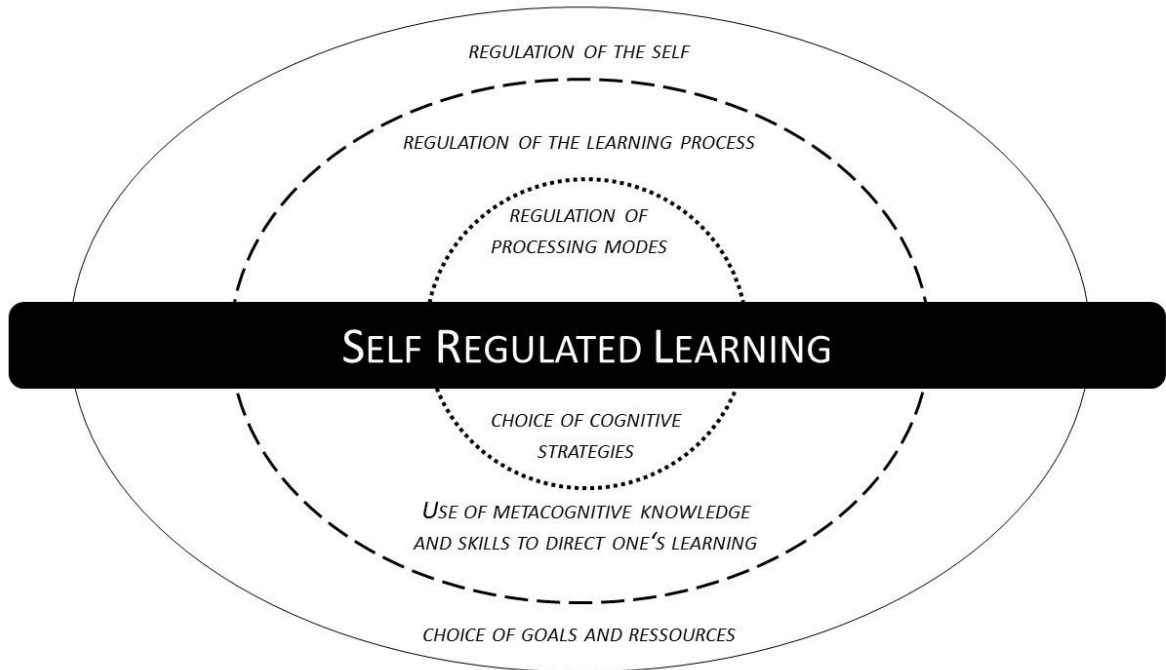 REGULATION OF THE SELF
REGULATION OF THE LEARNING PROCESS
REGULATION OF
PROCESSING MODES
SELF REGULATED LEARNING
CHOICE OF COGNITIVE
STRATEGIES
USE OF METACOGNITIVE KNOWLEDGE
AND SKILLS TO DIRECT ONE‘S LEARNING
CHOICE OF GOALS AND RESSOURCES